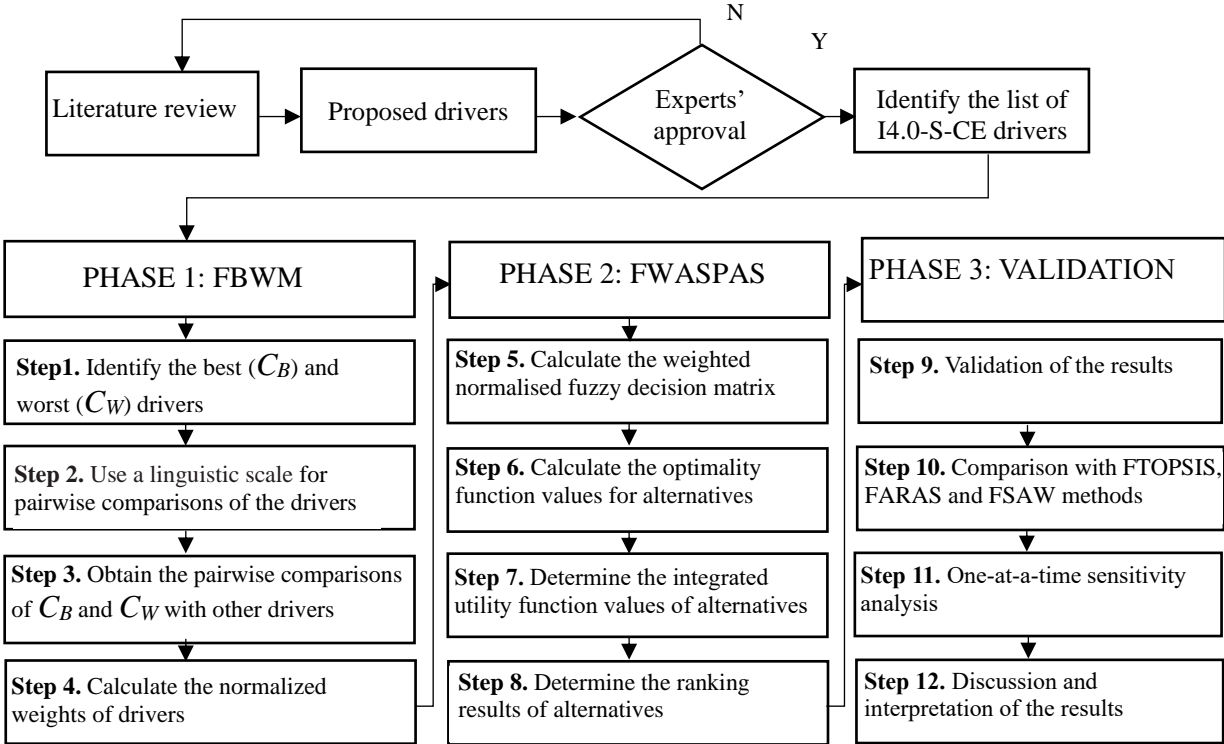 N
Y
Literature review
Proposed drivers
Experts’
approval
Identify the list of
I4.0-S-CE drivers
PHASE 1: FBWM
Step1. Identify the best (CB) and
worst (CW) drivers
Step 2. Use a linguistic scale for
pairwise comparisons of the drivers
Step 3. Obtain the pairwise comparisons
of CB and CW with other drivers
Step 4. Calculate the normalized
weights of drivers
PHASE 2: FWASPAS
Step 5. Calculate the weighted
normalised fuzzy decision matrix
Step 6. Calculate the optimality
function values for alternatives
Step 7. Determine the integrated
utility function values of alternatives
Step 8. Determine the ranking
results of alternatives
PHASE 3: VALIDATION
Step 9. Validation of the results
Step 10. Comparison with FTOPSIS,
FARAS and FSAW methods
Step 11. One-at-a-time sensitivity
analysis
Step 12. Discussion and
interpretation of the results